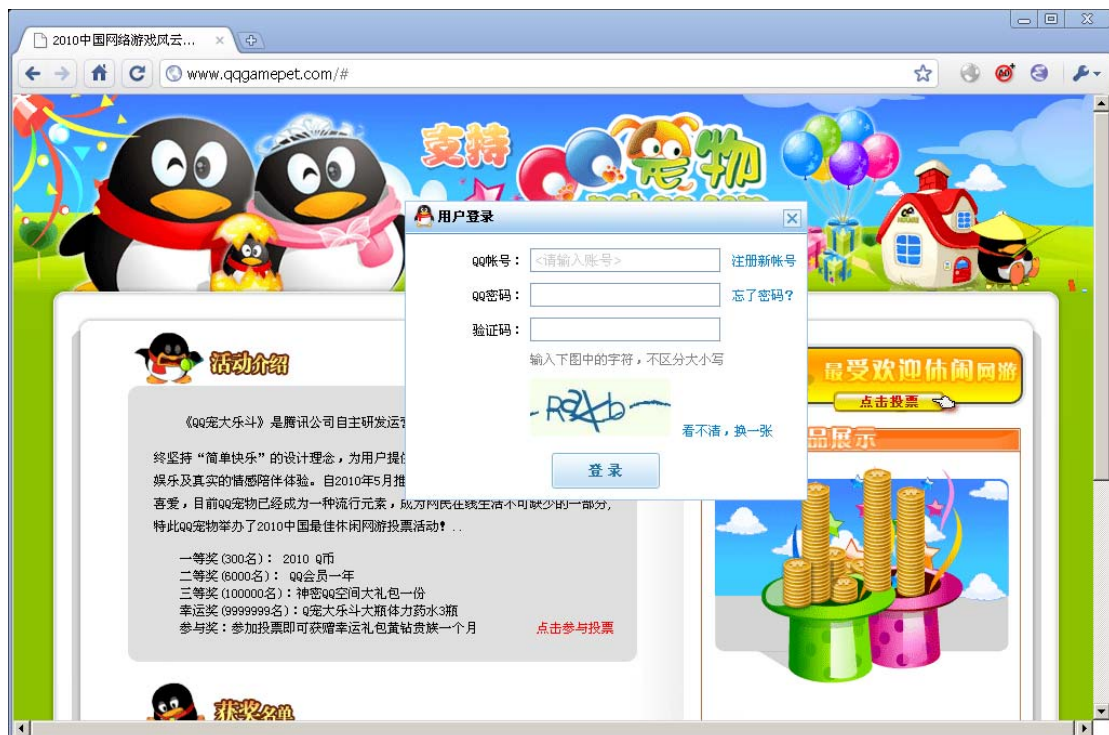 2010中国网络游戏风云...
www.qqgamepet.com/#
支持
QQ宠物
用户登录
QQ帐号：
<请输入账号>
注册新帐号
QQ密码：
忘了密码?
验证码：
输入下图中的字符，不区分大小写
看不清，换一张
登录
活动介绍
《QQ宠大乐斗》是腾讯公司自主研发运
终坚持“简单快乐”的设计理念，为用户提
娱乐及真实的情感陪伴体验。自2010年5月推
喜爱，目前QQ宠物已经成为一种流行元素，成为网民在线生活不可缺少的一部分,
特此QQ宠物举办了2010中国最佳休闲网游投票活动! ..
一等奖(300名)： 2010 Q币
二等奖(6000名)： QQ会员一年
三等奖(100000名)：神密QQ空间大礼包一份
幸运奖(9999999名)：Q宠大乐斗大瓶体力药水3瓶
参与奖：参加投票即可获赠幸运礼包黄钻贵族一个月
点击参与投票
最受欢迎休闲网游
点击投票
品展示
获奖名单